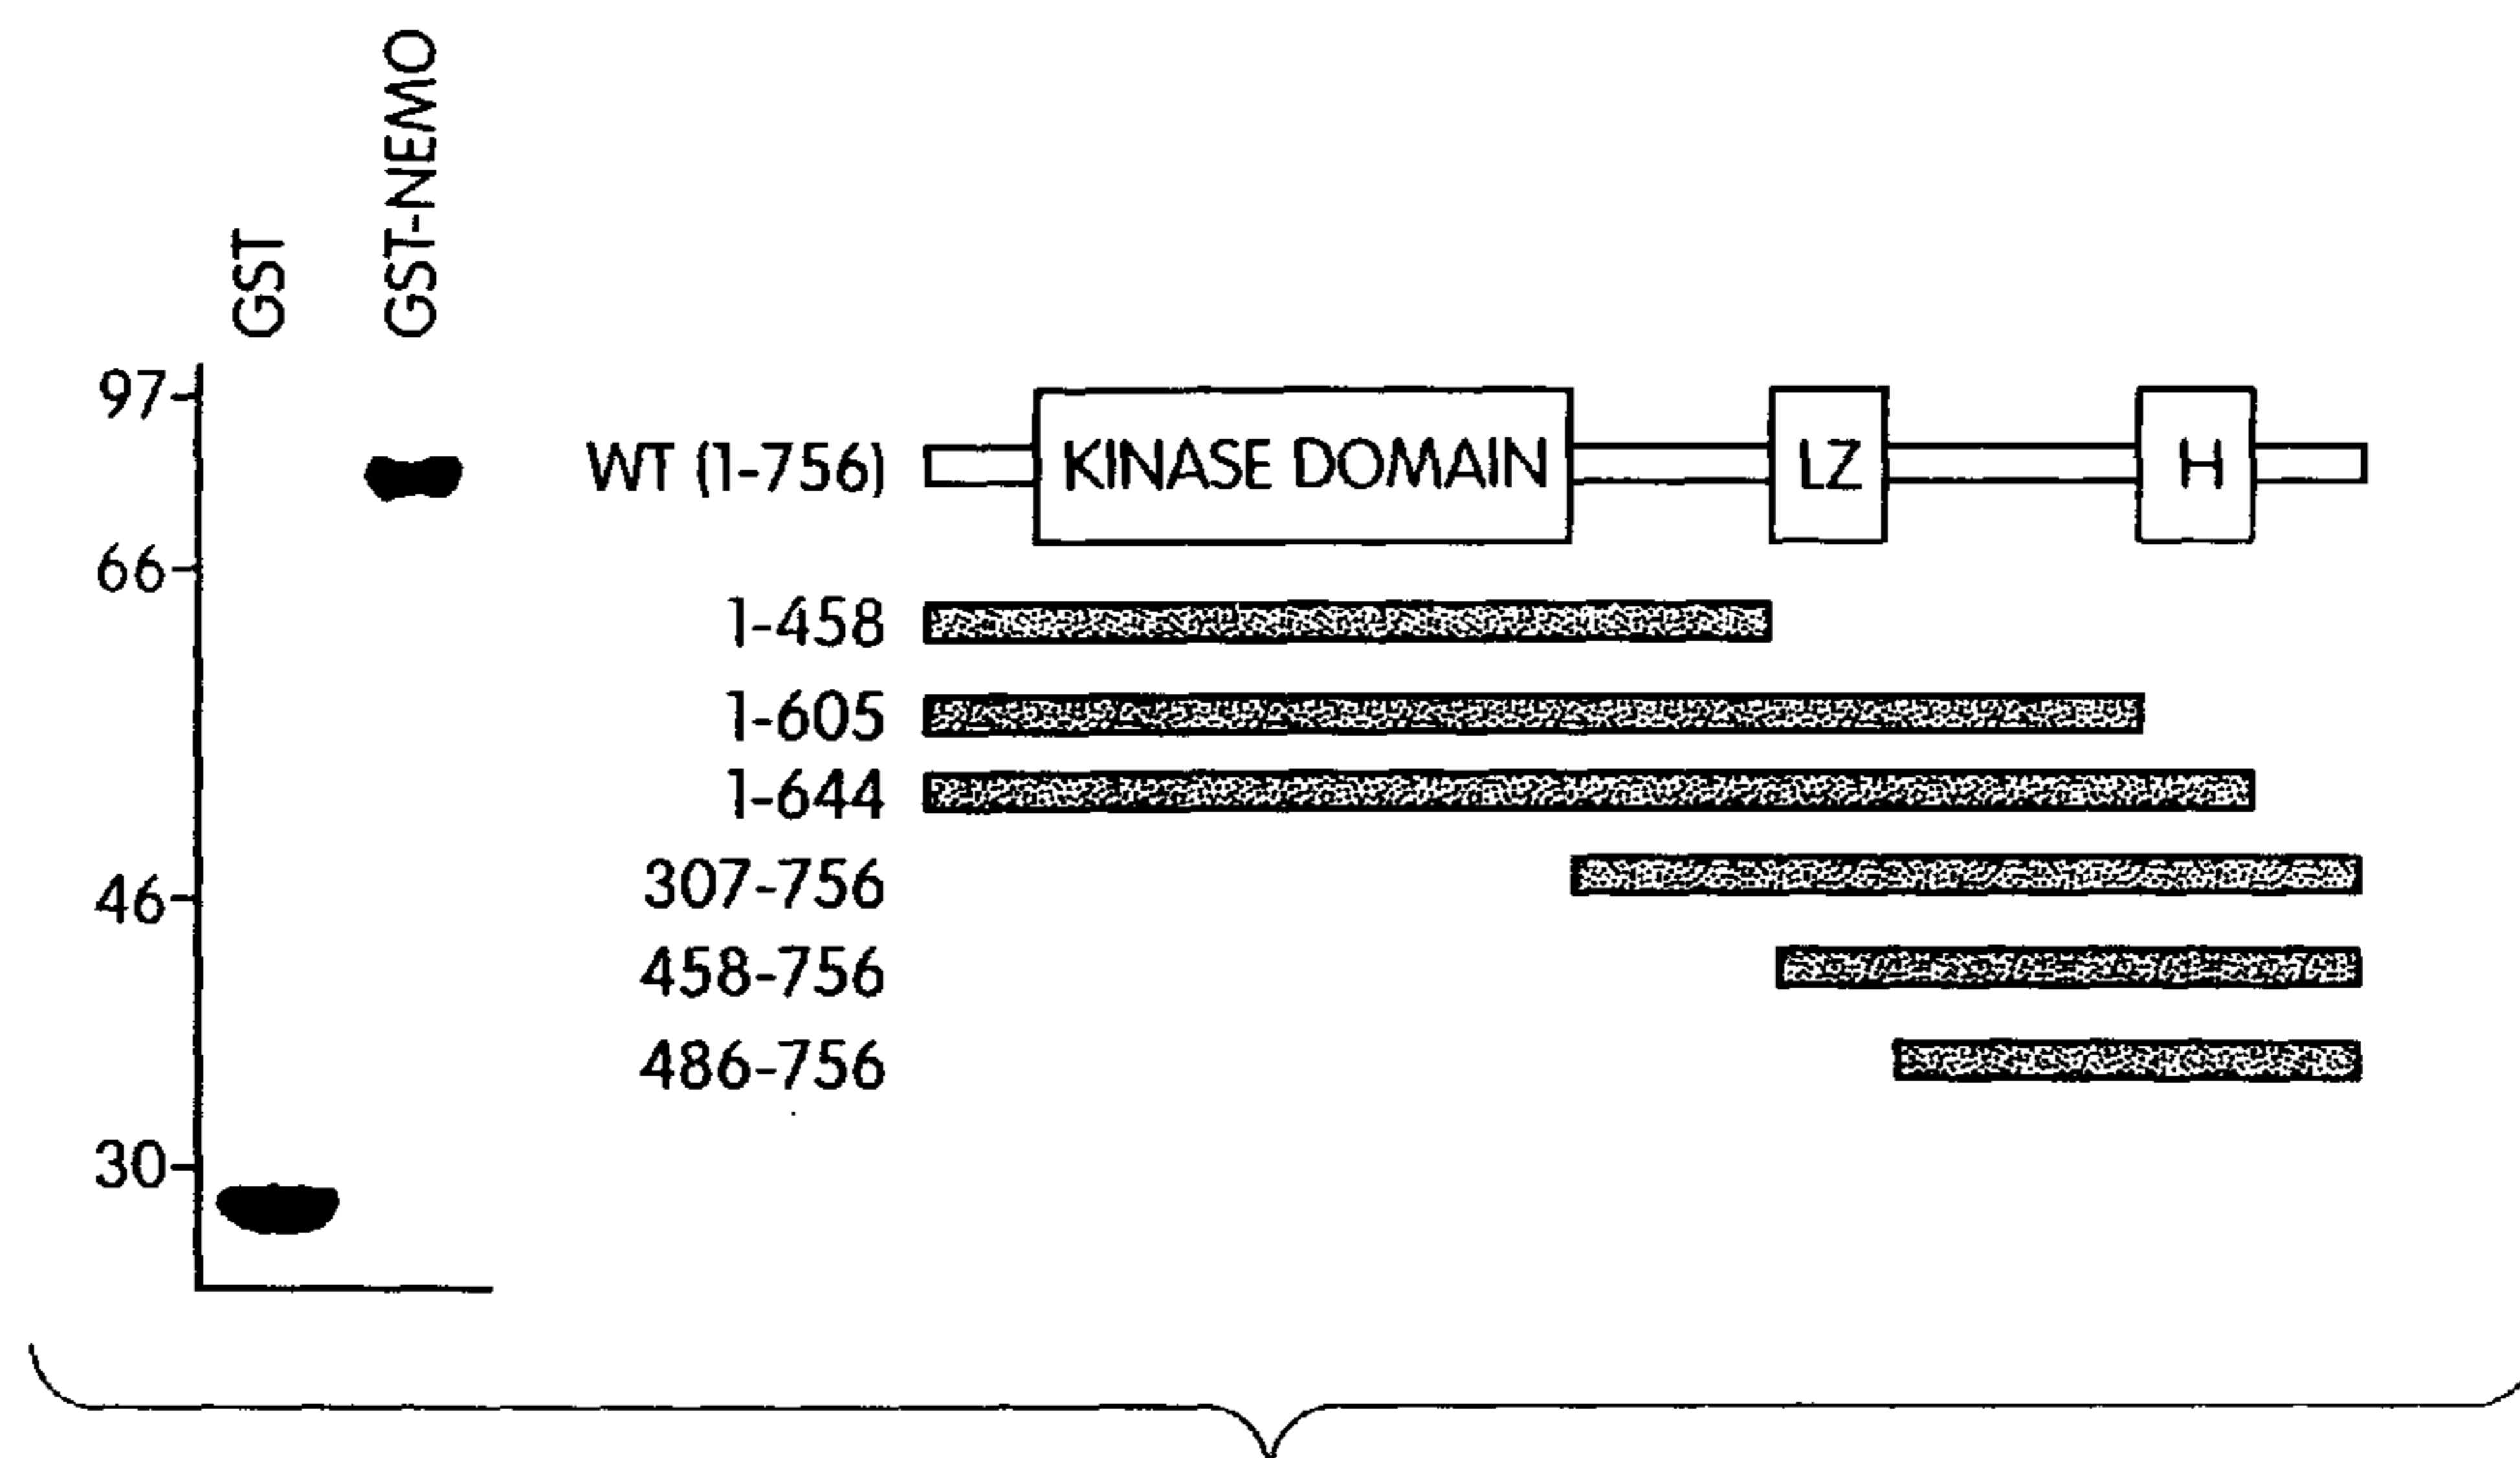 GST
GST-NEMO
97
66
46
30
WT (1-756)
KINASE DOMAIN
LZ
H
1-458
1-605
1-644
307-756
458-756
486-756